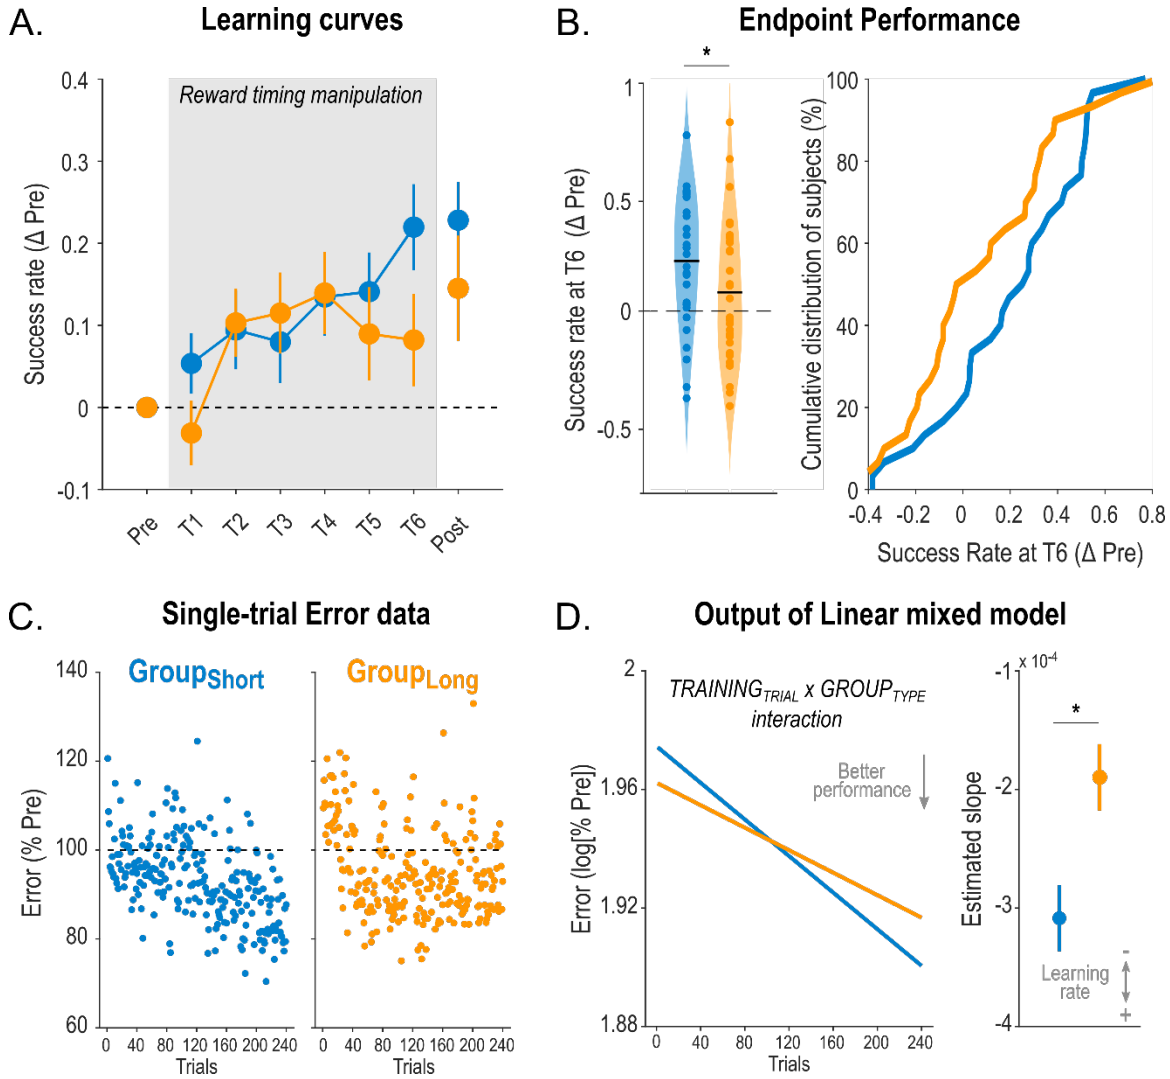 A.
Learning curves
Reward timing manipulation
Success rate (Δ Pre)
0.4
0.3
0.2
0.1
0
-0.1
Pre
T1
T2
T3
T4
T5
T6
Post
B.
Endpoint Performance
*
Success rate at T6 (Δ Pre)
1
0.5
0
-0.5
Cumulative distribution of subjects (%)
100
80
60
40
20
0
-0.4
-0.2
0
0.2
0.4
0.6
0.8
Success Rate at T6 (Δ Pre)
C.
Single-trial Error data
GroupShort
GroupLong
Error (% Pre)
140
120
100
80
60
0
40
80
120
160
200
240
Trials
0
40
80
120
160
200
240
Trials
D.
Output of Linear mixed model
TRAININGTRIAL x GROUPTYPE
interaction
Better
performance
Error (log[% Pre])
2
1.96
1.92
1.88
0
40
80
120
160
200
240
Trials
x 10-4
*
Estimated slope
-1
-2
-3
-4
Learning
rate
-
+